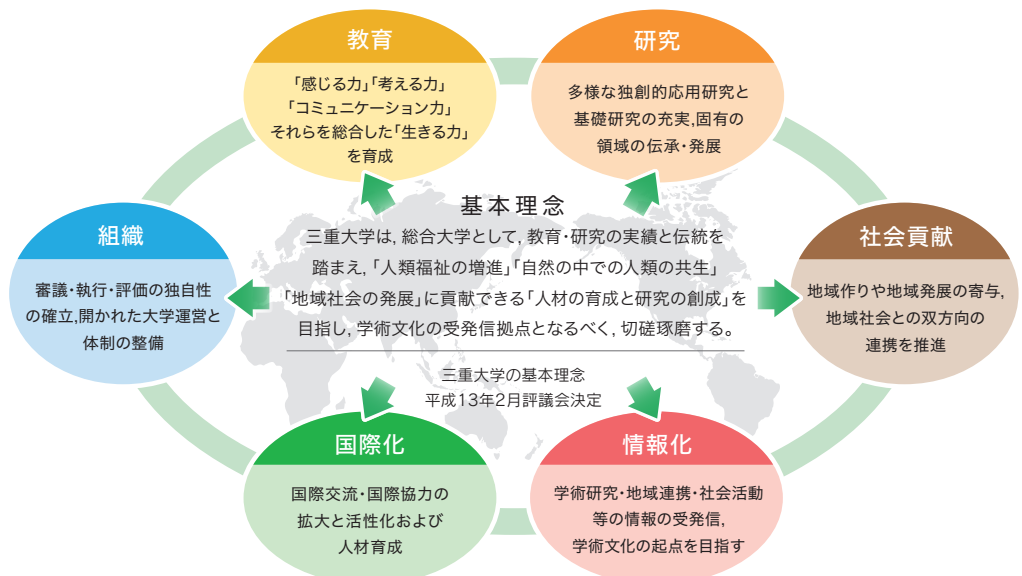 教育
「感じる力」「考える力」
「コミュニケーション力」
それらを総合した「生きる力」
を育成
研究
多様な独創的応用研究と
基礎研究の充実,固有の
領域の伝承・発展
組織
審議・執行・評価の独自性
の確立,開かれた大学運営と
体制の整備
基本理念
三重大学は, 総合大学として, 教育・研究の実績と伝統を
踏まえ, 「人類福祉の増進」「自然の中での人類の共生」
「地域社会の発展」に貢献できる「人材の育成と研究の創成」を
目指し, 学術文化の受発信拠点となるべく, 切磋琢磨する。
三重大学の基本理念
平成13年2月評議会決定
社会貢献
地域作りや地域発展の寄与,
地域社会との双方向の
連携を推進
国際化
国際交流・国際協力の
拡大と活性化および
人材育成
情報化
学術研究・地域連携・社会活動
等の情報の受発信,
学術文化の起点を目指す